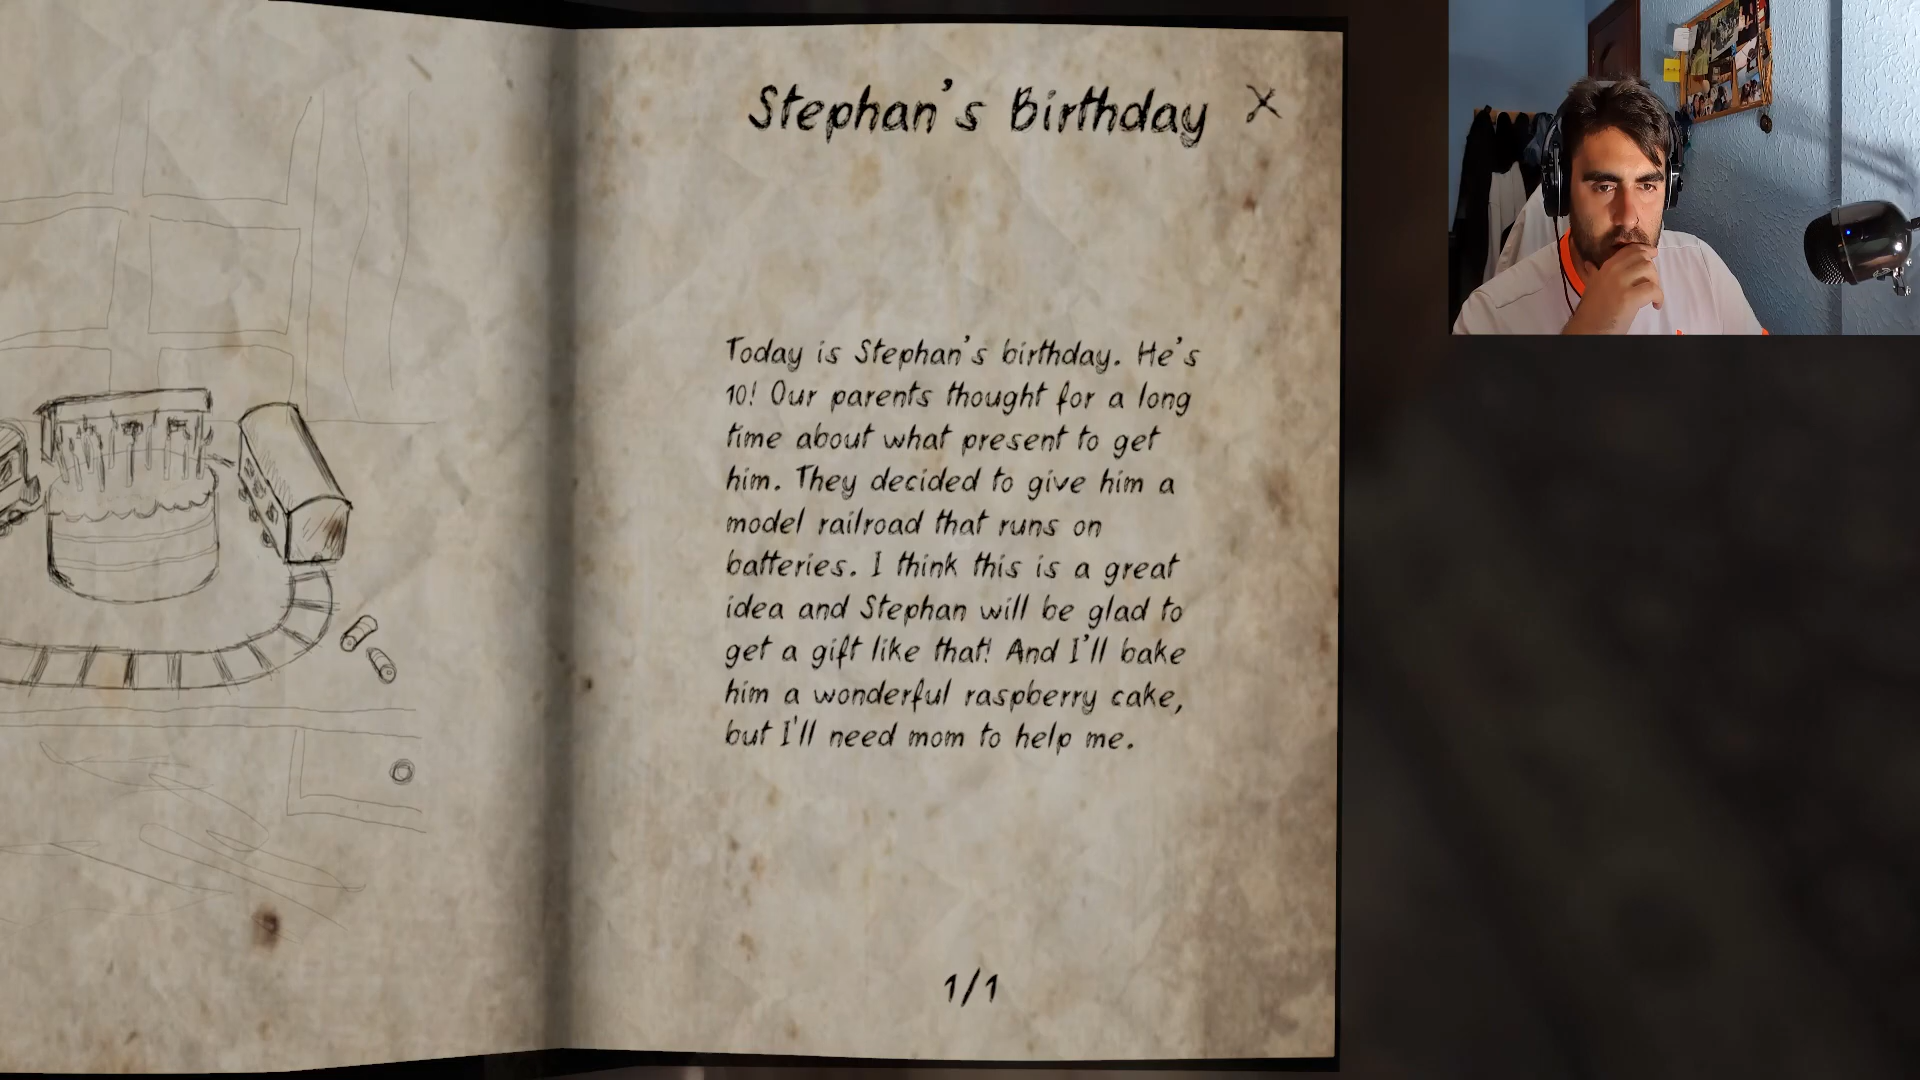 Stephan's Birthday X
Today is Stephan's birthday. He's
10! Our parents thought for a long
time about what present to get
him. They decided to give him a
model railroad that runs on
batteries. I think this is a great
idea and Stephan will be glad to
get a gift like that! And I'll bake
him a wonderful raspberry cake,
but I'll need mom to help me.
1/1